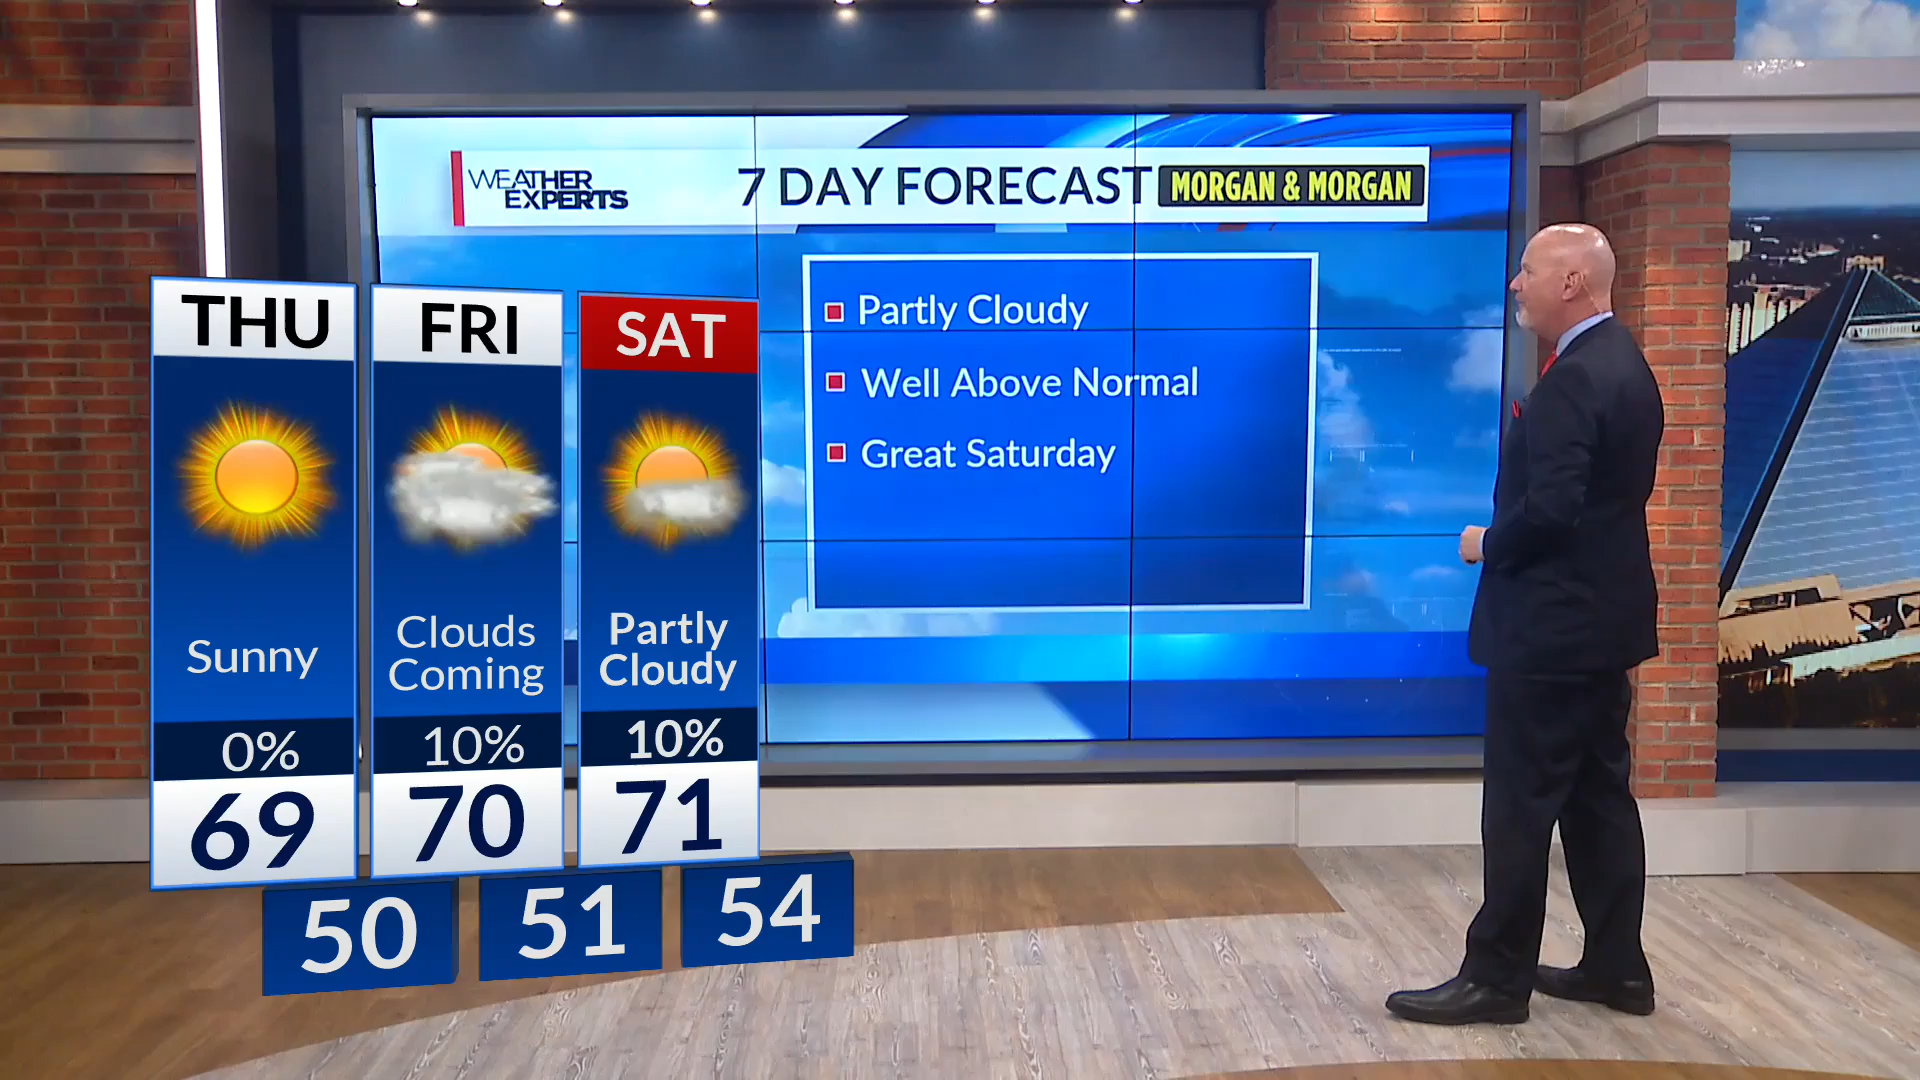 WEATHER
EXPERTS
7 DAY FORECAST
MORGAN & MORGAN
Partly Cloudy
Well Above Normal
Great Saturday
THU
Sunny
0%
69
50
FRI
Clouds
Coming
10%
70
51
SAT
Partly
Cloudy
10%
71
54